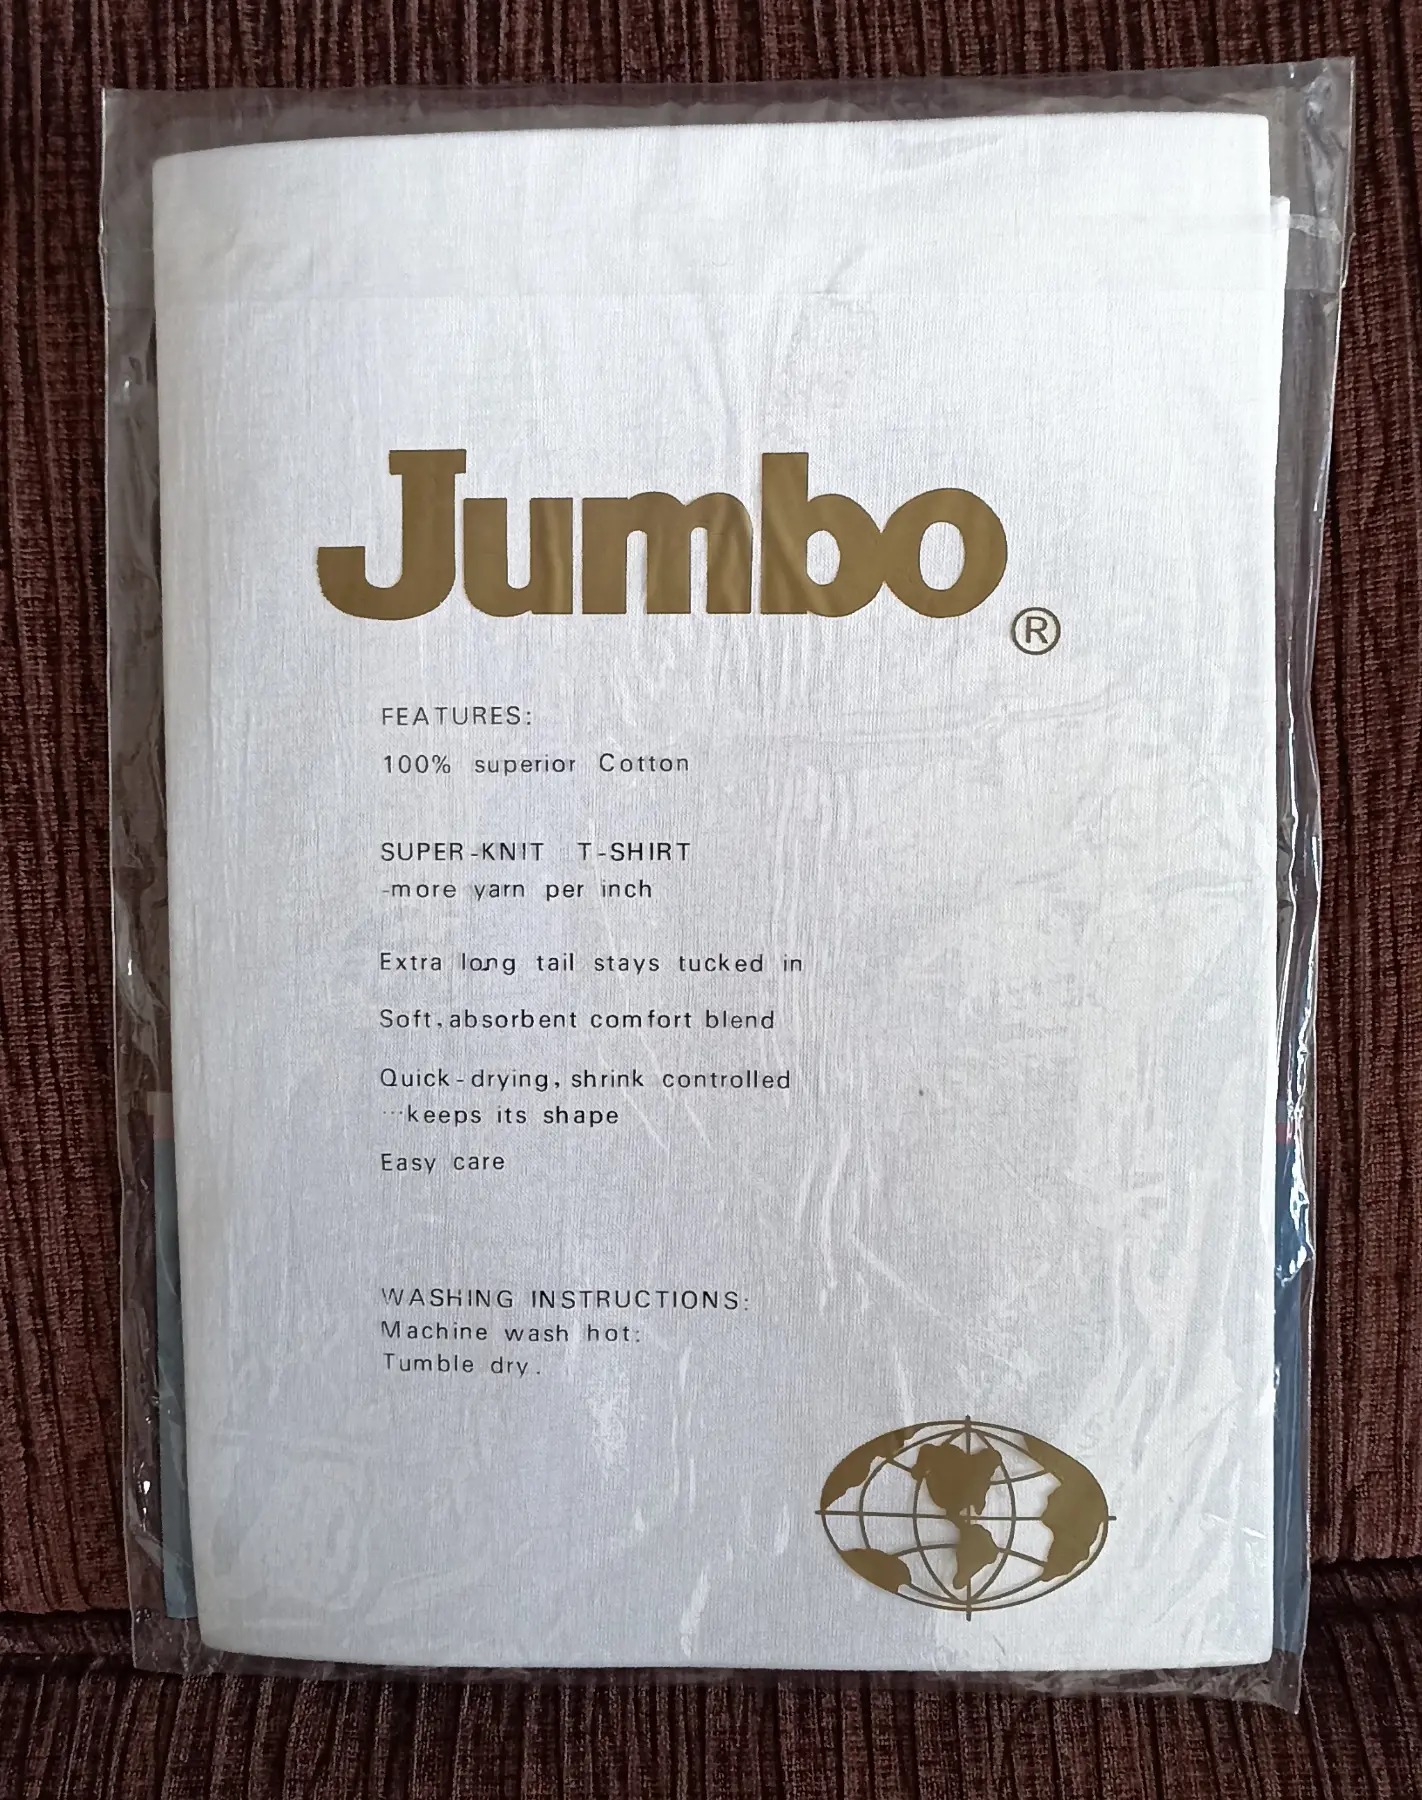 Jumbo
®
FEATURES:
100% superior Cotton
SUPER-KNIT T-SHIRT
-more yarn per inch
Extra long tail stays tucked in
Soft, absorbent comfort blend
Quick-drying, shrink controlled
···keeps its shape
Easy care
WASHING INSTRUCTIONS:
Machine wash hot:
Tumble dry.